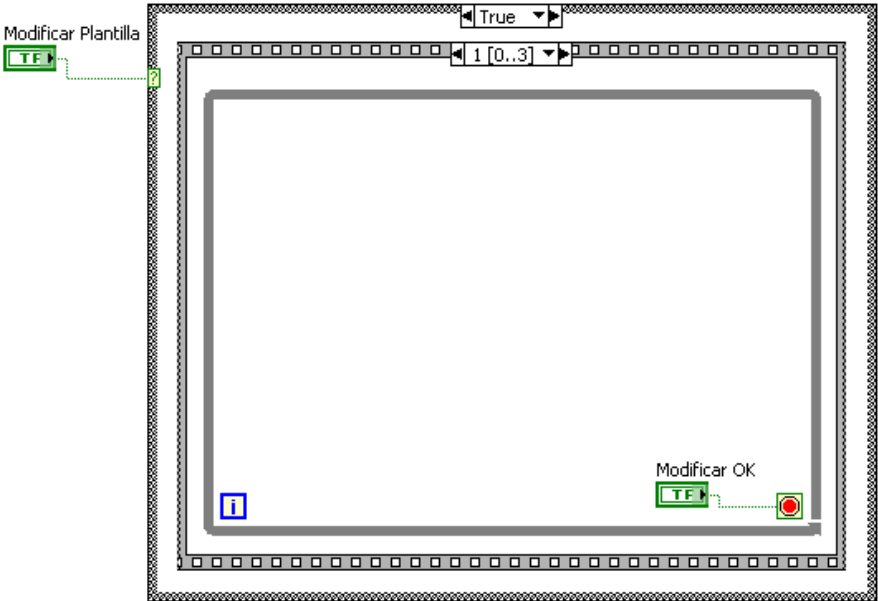 True
Modificar Plantilla
TF
1 [0..3]
?
Modificar OK
TF
i